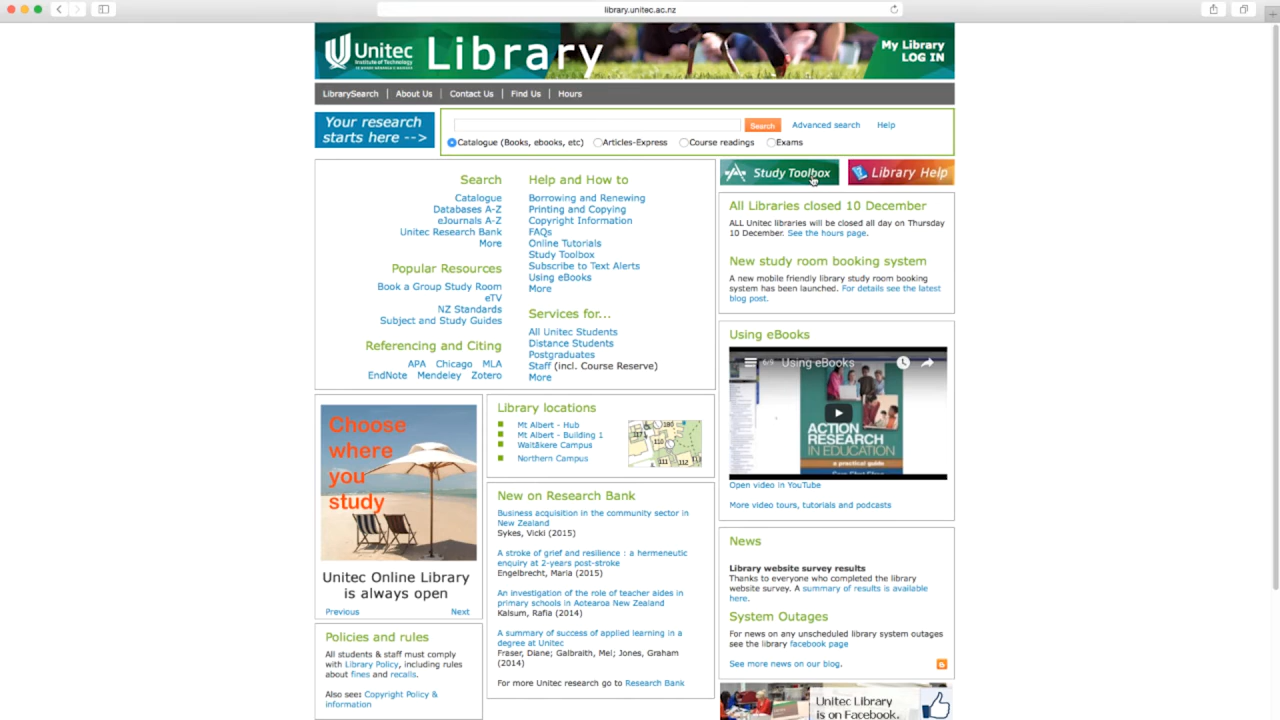 library.unitec.ac.nz
Unitec
Library
My Library
LOG IN
LibrarySearch
About Us
Contact Us
Find Us
Hours
Your research
starts here -->
Search
Advanced search
Help
Catalogue (Books, ebooks, etc)
Articles-Express
Course readings
Exams
Search
Catalogue
Databases A-Z
eJournals A-Z
Unitec Research Bank
More
Popular Resources
Book a Group Study Room
eTV
NZ Standards
Subject and Study Guides
Referencing and Citing
APA Chicago MLA
EndNote Mendeley Zotero
Help and How to
Borrowing and Renewing
Printing and Copying
Copyright Information
FAQs
Online Tutorials
Study Toolbox
Subscribe to Text Alerts
Using eBooks
More
Services for...
All Unitec Students
Distance Students
Postgraduates
Staff (incl. Course Reserve)
More
Study Toolbox
Library Help
All Libraries closed 10 December
ALL Unitec libraries will be closed all day on Thursday
10 December. See the hours page.
New study room booking system
A new mobile friendly library study room booking
system has been launched. For details see the latest
blog post.
Using eBooks
6/9 Using eBooks
ACTION
RESEARCH
IN EDUCATION
a practical guide
Open video in YouTube
More video tours, tutorials and podcasts
Choose
where
you
study
Unitec Online Library
is always open
Previous
Next
Library locations
Mt Albert - Hub
Mt Albert - Building 1
Waitākere Campus
Northern Campus
New on Research Bank
Business acquisition in the community sector in
New Zealand
Sykes, Vicki (2015)
A stroke of grief and resilience : a hermeneutic
enquiry at 2-years post-stroke
Engelbrecht, Maria (2015)
An investigation of the role of teacher aides in
primary schools in Aotearoa New Zealand
Kalsum, Rafia (2014)
A summary of success of applied learning in a
degree at Unitec
Fraser, Diane; Galbraith, Mel; Jones, Graham
(2014)
For more Unitec research go to Research Bank
News
Library website survey results
Thanks to everyone who completed the library
website survey. A summary of results is available
here.
System Outages
For news on any unscheduled library system outages
see the library facebook page
See more news on our blog.
Policies and rules
All students & staff must comply
with Library Policy, including rules
about fines and recalls.
Also see: Copyright Policy &
information
Unitec Library
is on Facebook.